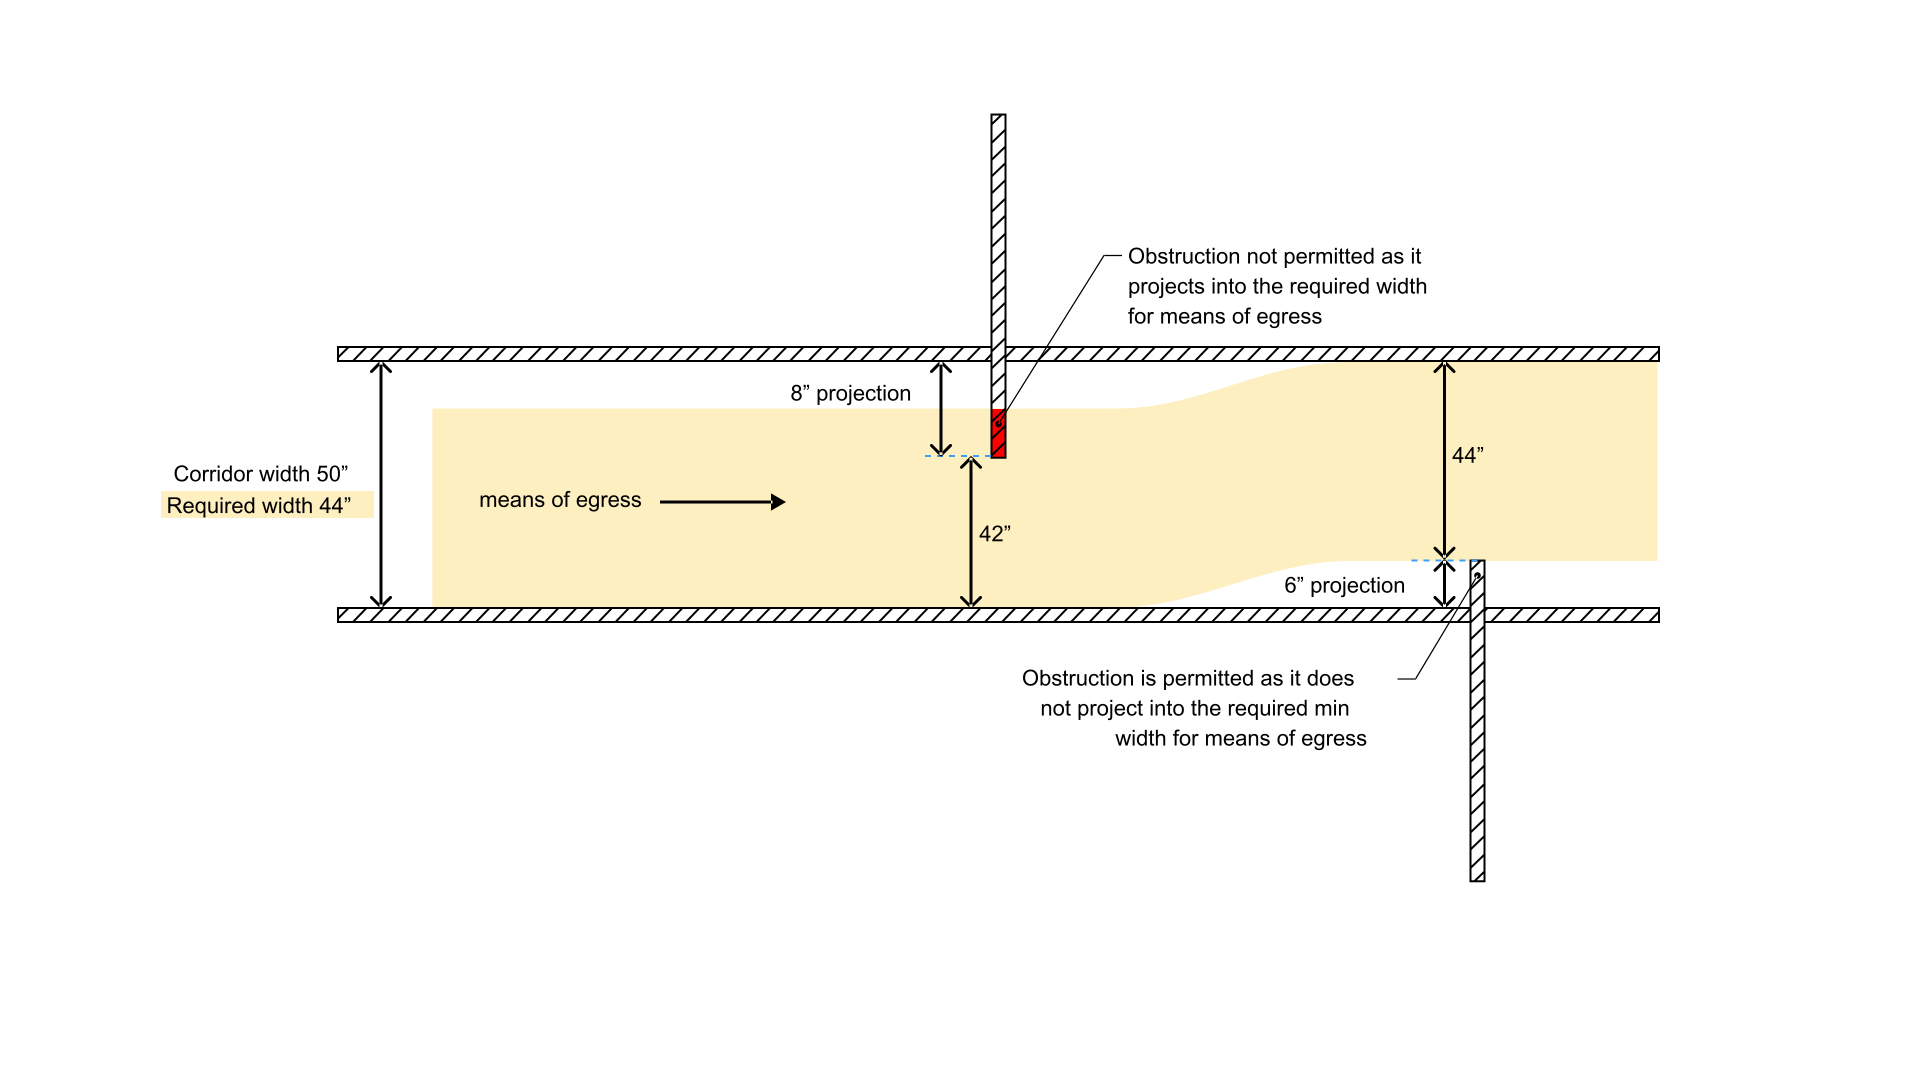 Obstruction not permitted as it
projects into the required width
for means of egress
8” projection
Corridor width 50”
Required width 44”
means of egress
42”
44”
6” projection
Obstruction is permitted as it does
not project into the required min
width for means of egress